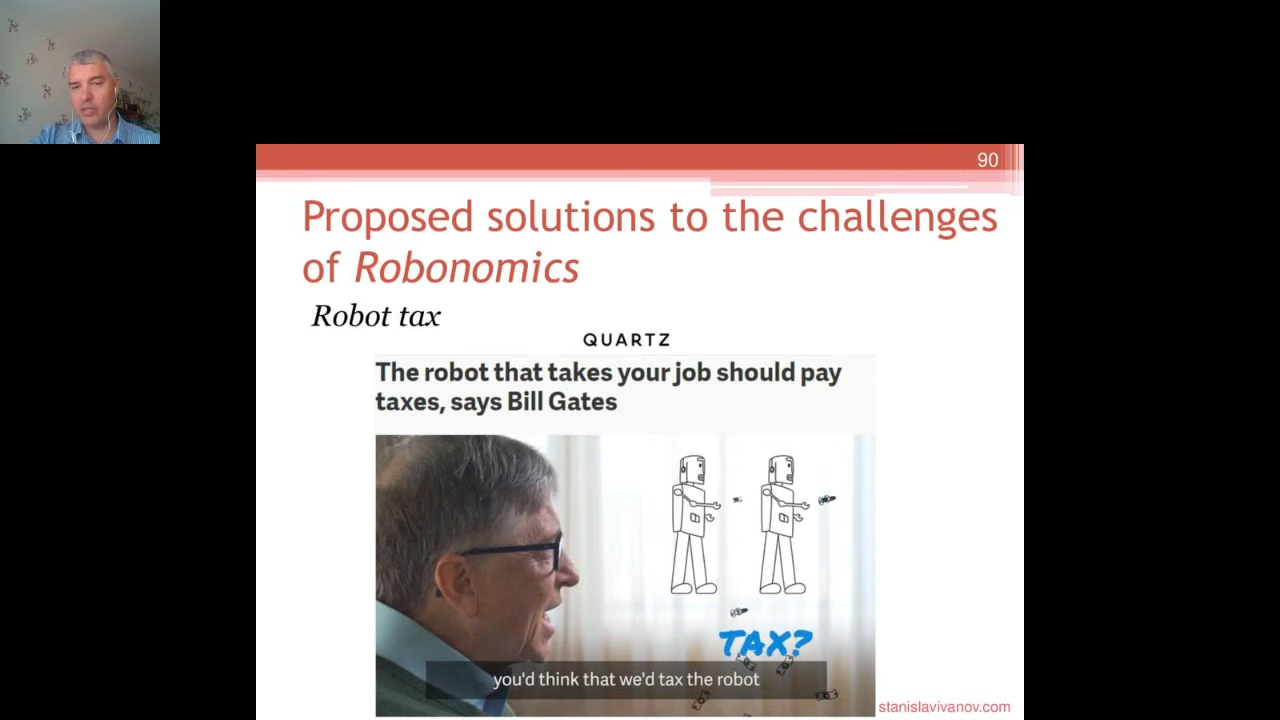 90
Proposed solutions to the challenges
of Robonomics
Robot tax
QUARTZ
The robot that takes your job should pay
taxes, says Bill Gates
TAX?
you'd think that we'd tax the robot
stanislavivanov.com